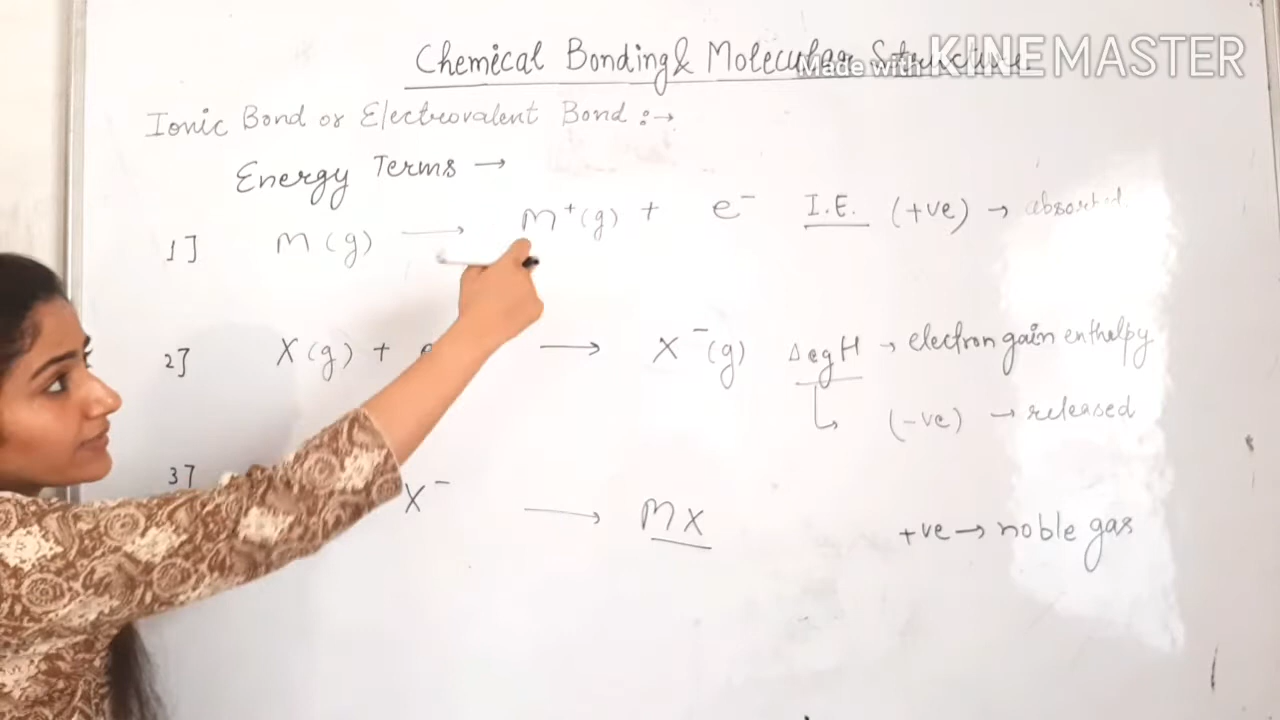 Chemical Bonding & Molecular Structure
Made with KINEMASTER
Ionic Bond or Electrovalent Bond :→
Energy Terms →
1] M(g) → M⁺(g) + e⁻ I.E. (+ve) → absorbed
2] X(g) + e → X⁻(g) ΔegH → electron gain enthalpy
(-ve) → released
3] X⁻ → MX +ve → noble gas